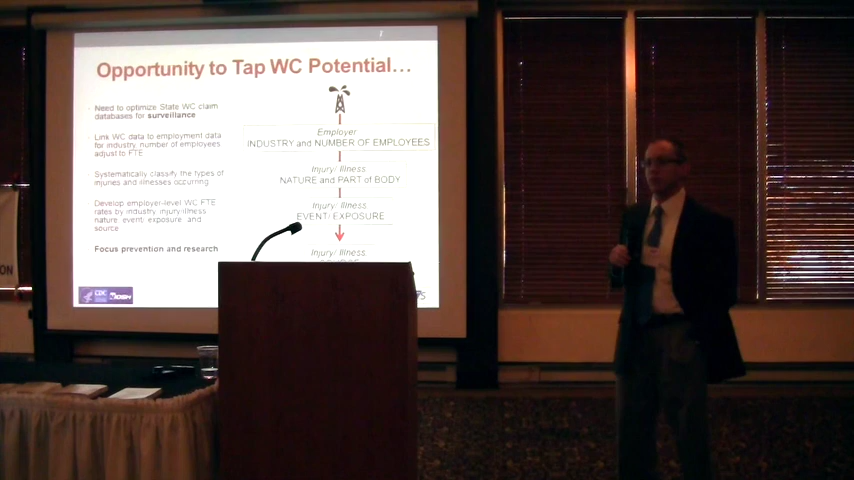 Opportunity to Tap WC Potential…
Need to optimize State WC claim
databases for surveillance
Link WC data to employment data
for industry, number of employees
adjust to FTE
Systematically classify the types of
injuries and illnesses occurring
Develop employer-level WC FTE
rates by industry injury/illness
nature event/ exposure and
source
Focus prevention and research
Employer
INDUSTRY and NUMBER OF EMPLOYEES
Injury/ Illness
NATURE and PART of BODY
Injury/ Illness
EVENT/ EXPOSURE
Injury/ Illness
CDC
NIOSH
ON